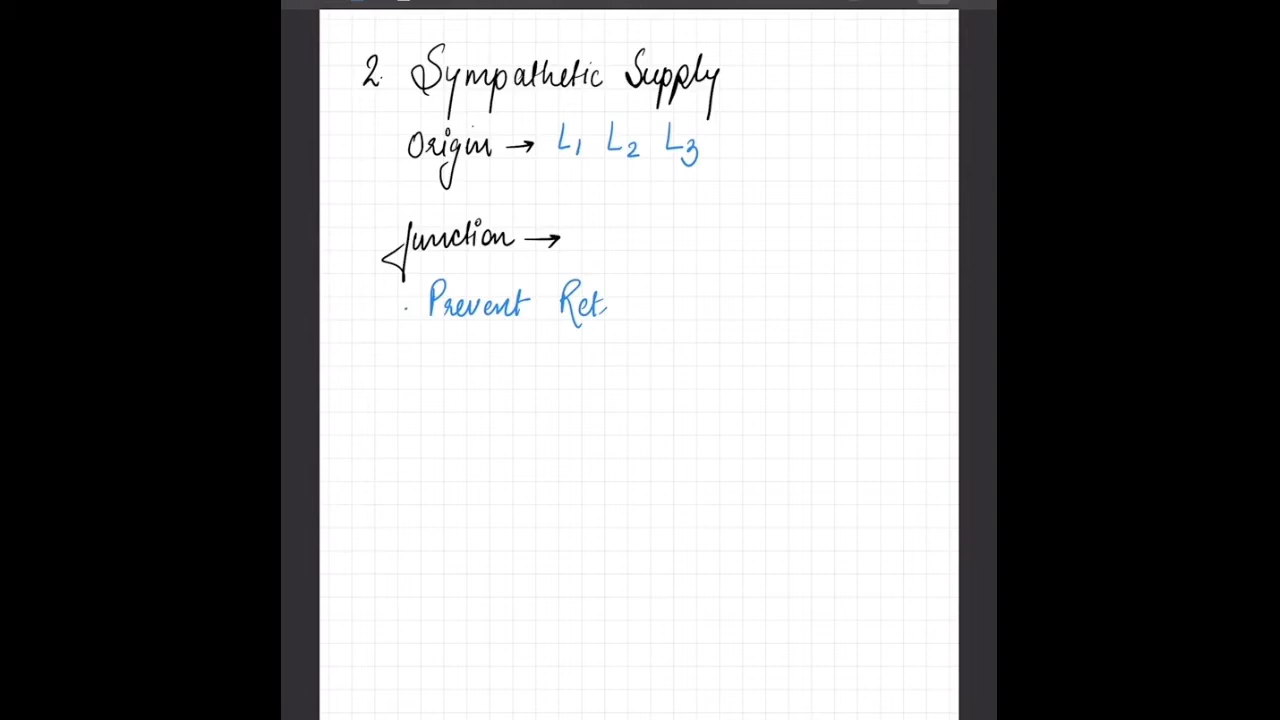 2. Sympathetic Supply
Origin → L1 L2 L3
function →
. Prevent Ret